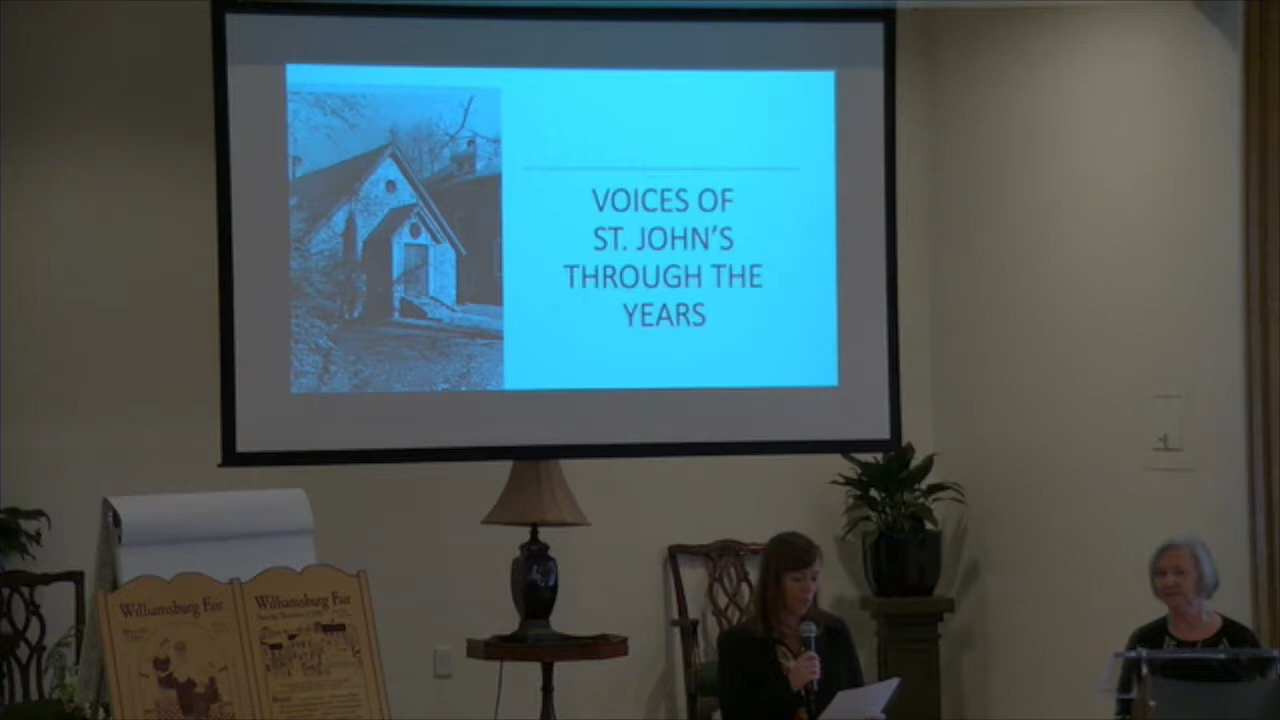 VOICES OF
ST. JOHN'S
THROUGH THE
YEARS
Williamsburg Fair
Williamsburg Fair